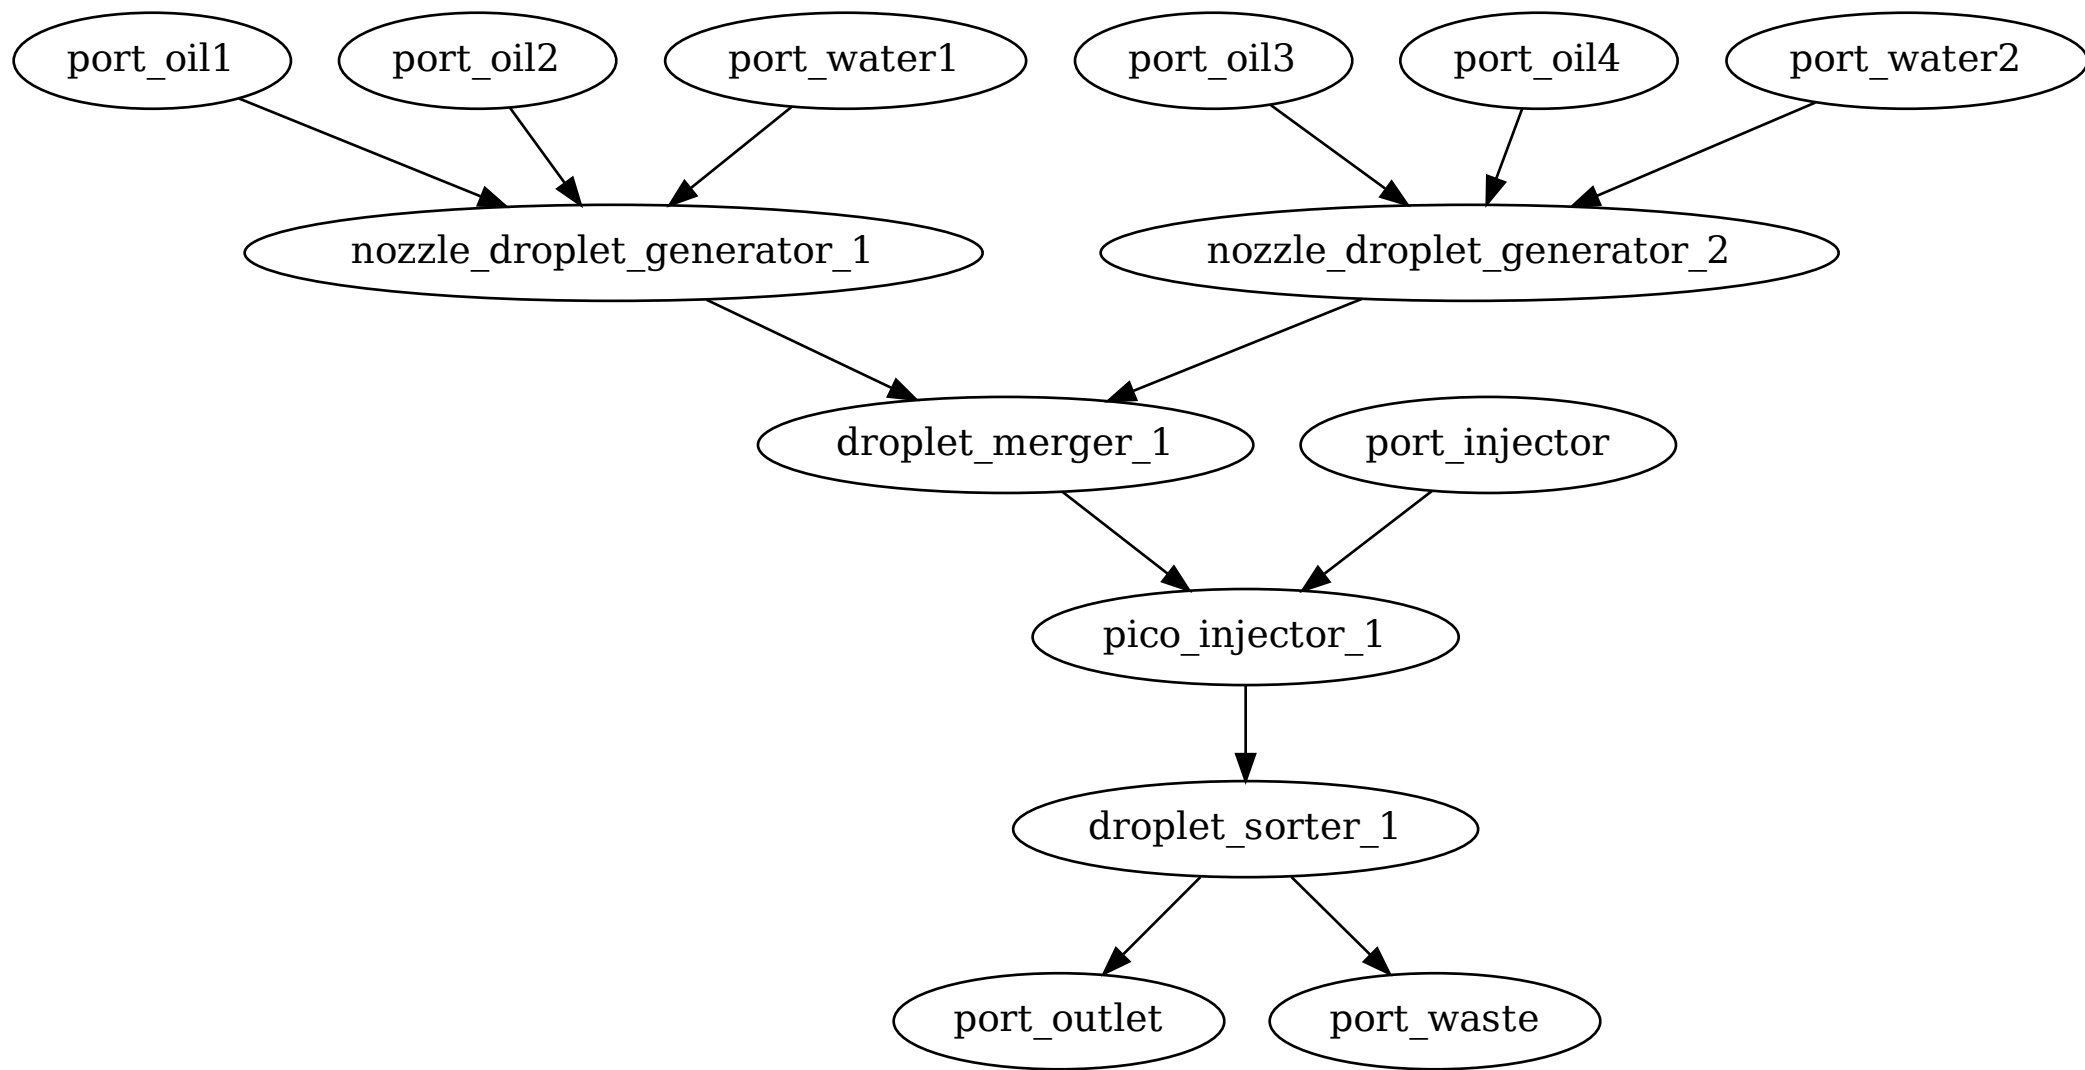 port_oil1
port_oil2
port_water1
port_oil3
port_oil4
port_water2
nozzle_droplet_generator_1
nozzle_droplet_generator_2
droplet_merger_1
port_injector
pico_injector_1
droplet_sorter_1
port_outlet
port_waste